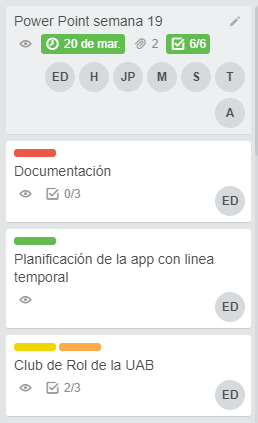 Power Point semana 19
20 de mar. 2 6/6
ED H JP M S T
A
Documentación
0/3
ED
Planificación de la app con linea
temporal
ED
Club de Rol de la UAB
2/3
ED